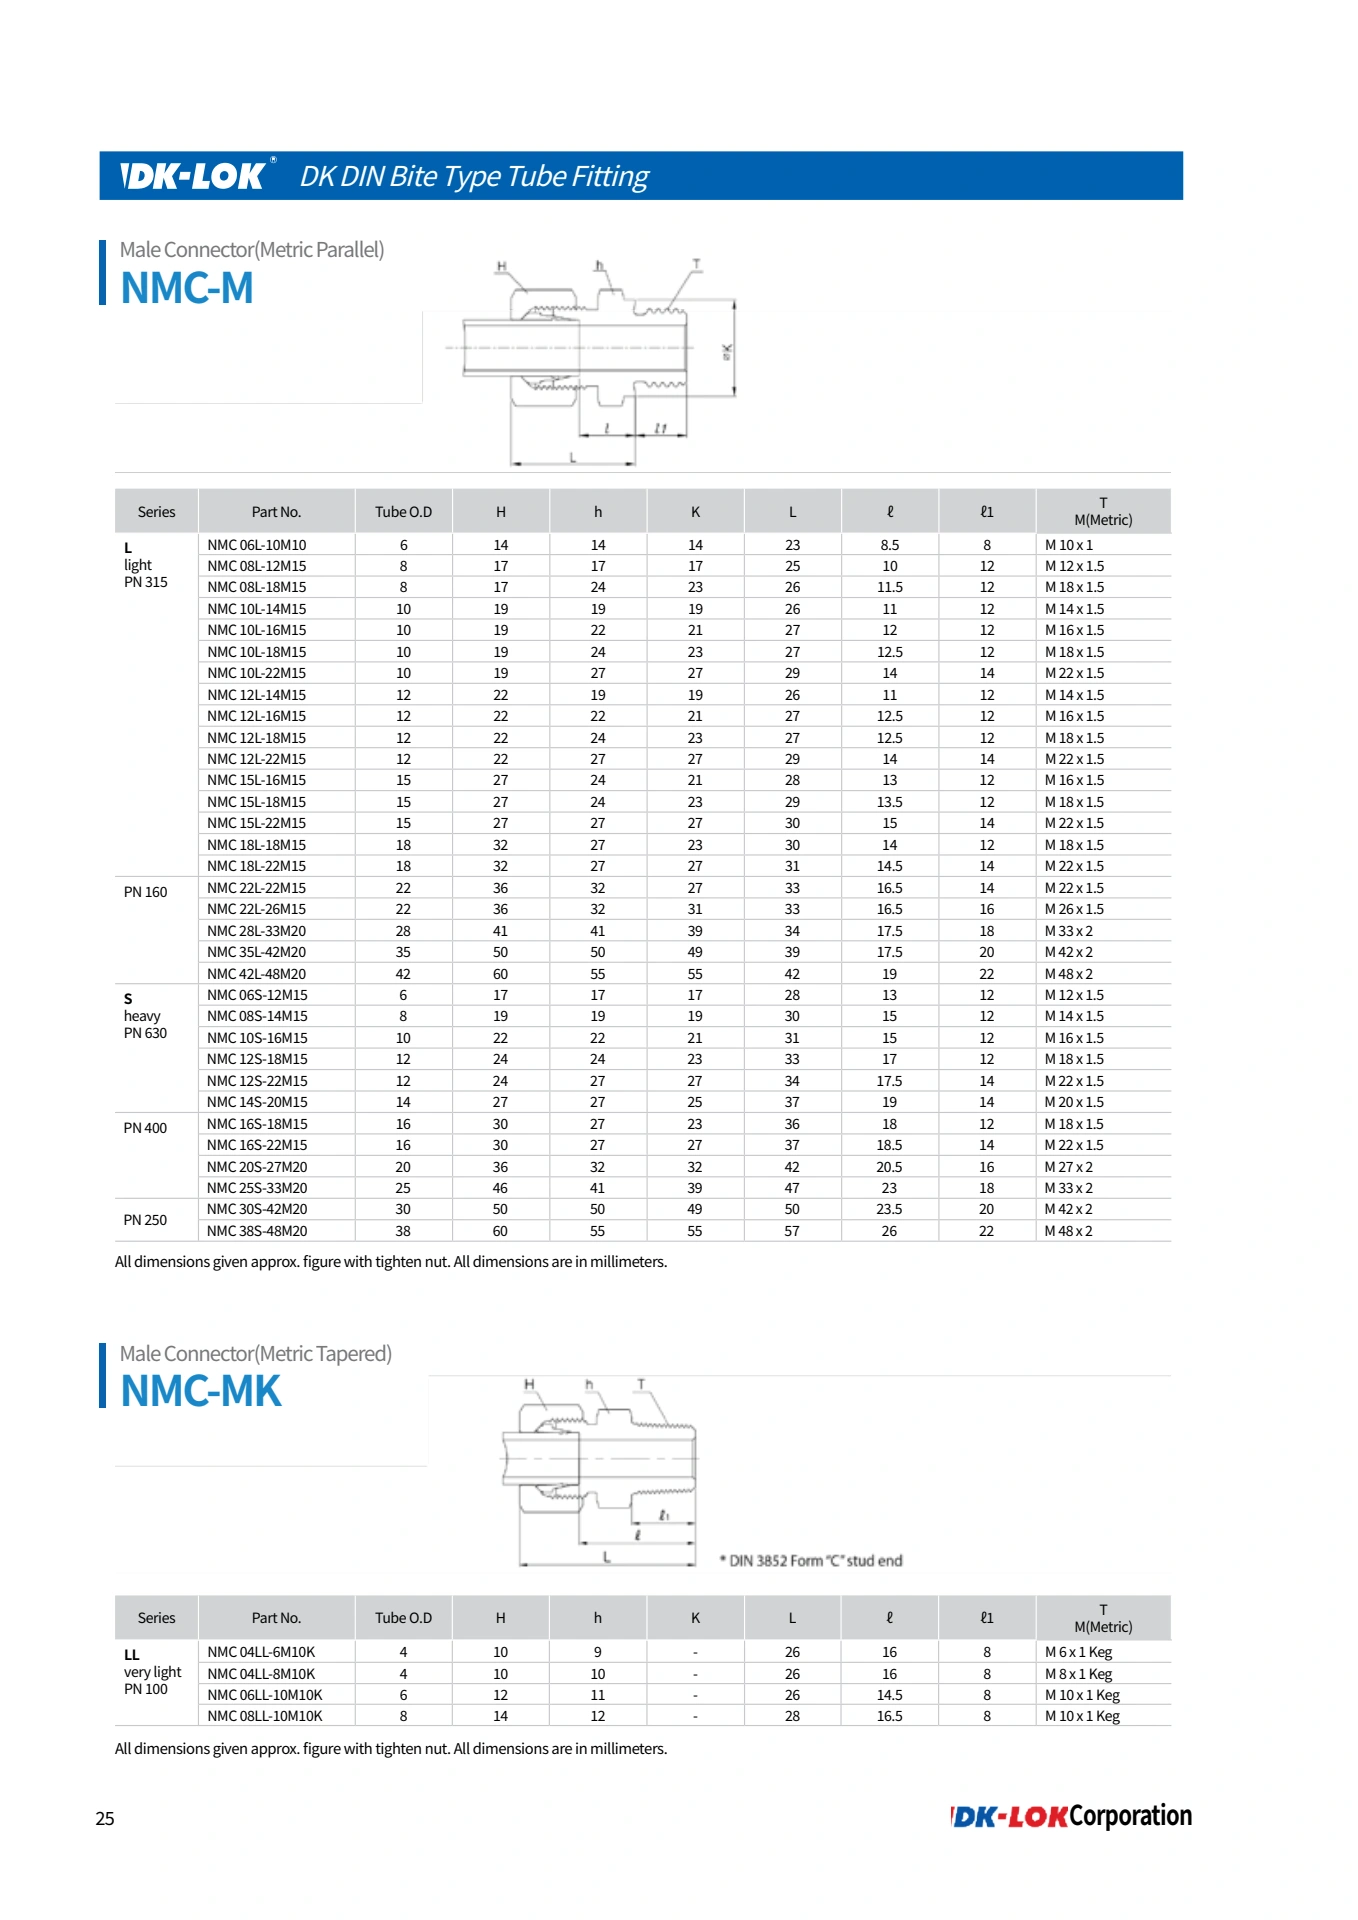 DK-LOK® DK DIN Bite Type Tube Fitting
Male Connector(Metric Parallel)
NMC-M
H h T
øK
ℓ ℓ1
L
Series Part No. Tube O.D H h K L ℓ ℓ1 T M(Metric)
L light PN 315
NMC 06L-10M10 6 14 14 14 23 8.5 8 M 10 x 1
NMC 08L-12M15 8 17 17 17 25 10 12 M 12 x 1.5
NMC 08L-18M15 8 17 24 23 26 11.5 12 M 18 x 1.5
NMC 10L-14M15 10 19 19 19 26 11 12 M 14 x 1.5
NMC 10L-16M15 10 19 22 21 27 12 12 M 16 x 1.5
NMC 10L-18M15 10 19 24 23 27 12.5 12 M 18 x 1.5
NMC 10L-22M15 10 19 27 27 29 14 14 M 22 x 1.5
NMC 12L-14M15 12 22 19 19 26 11 12 M 14 x 1.5
NMC 12L-16M15 12 22 22 21 27 12.5 12 M 16 x 1.5
NMC 12L-18M15 12 22 24 23 27 12.5 12 M 18 x 1.5
NMC 12L-22M15 12 22 27 27 29 14 14 M 22 x 1.5
NMC 15L-16M15 15 27 24 21 28 13 12 M 16 x 1.5
NMC 15L-18M15 15 27 24 23 29 13.5 12 M 18 x 1.5
NMC 15L-22M15 15 27 27 27 30 15 14 M 22 x 1.5
NMC 18L-18M15 18 32 27 23 30 14 12 M 18 x 1.5
NMC 18L-22M15 18 32 27 27 31 14.5 14 M 22 x 1.5
PN 160
NMC 22L-22M15 22 36 32 27 33 16.5 14 M 22 x 1.5
NMC 22L-26M15 22 36 32 31 33 16.5 16 M 26 x 1.5
NMC 28L-33M20 28 41 41 39 34 17.5 18 M 33 x 2
NMC 35L-42M20 35 50 50 49 39 17.5 20 M 42 x 2
NMC 42L-48M20 42 60 55 55 42 19 22 M 48 x 2
S heavy PN 630
NMC 06S-12M15 6 17 17 17 28 13 12 M 12 x 1.5
NMC 08S-14M15 8 19 19 19 30 15 12 M 14 x 1.5
NMC 10S-16M15 10 22 22 21 31 15 12 M 16 x 1.5
NMC 12S-18M15 12 24 24 23 33 17 12 M 18 x 1.5
NMC 12S-22M15 12 24 27 27 34 17.5 14 M 22 x 1.5
NMC 14S-20M15 14 27 27 25 37 19 14 M 20 x 1.5
PN 400
NMC 16S-18M15 16 30 27 23 36 18 12 M 18 x 1.5
NMC 16S-22M15 16 30 27 27 37 18.5 14 M 22 x 1.5
NMC 20S-27M20 20 36 32 32 42 20.5 16 M 27 x 2
NMC 25S-33M20 25 46 41 39 47 23 18 M 33 x 2
PN 250
NMC 30S-42M20 30 50 50 49 50 23.5 20 M 42 x 2
NMC 38S-48M20 38 60 55 55 57 26 22 M 48 x 2
All dimensions given approx. figure with tighten nut. All dimensions are in millimeters.
Male Connector(Metric Tapered)
NMC-MK
H h T
ℓ1
ℓ
L
* DIN 3852 Form "C" stud end
Series Part No. Tube O.D H h K L ℓ ℓ1 T M(Metric)
LL very light PN 100
NMC 04LL-6M10K 4 10 9 - 26 16 8 M 6 x 1 Keg
NMC 04LL-8M10K 4 10 10 - 26 16 8 M 8 x 1 Keg
NMC 06LL-10M10K 6 12 11 - 26 14.5 8 M 10 x 1 Keg
NMC 08LL-10M10K 8 14 12 - 28 16.5 8 M 10 x 1 Keg
All dimensions given approx. figure with tighten nut. All dimensions are in millimeters.
25
DK-LOK Corporation